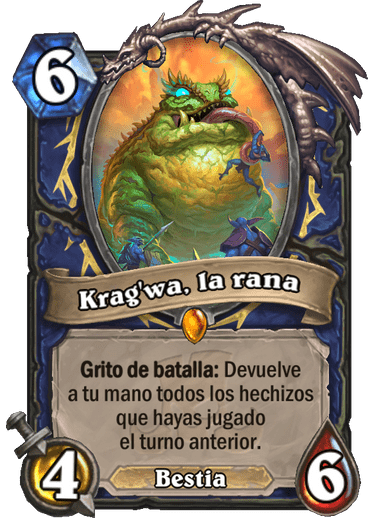 6
Krag'wa, la rana
Grito de batalla: Devuelve
a tu mano todos los hechizos
que hayas jugado
el turno anterior.
4
Bestia
6